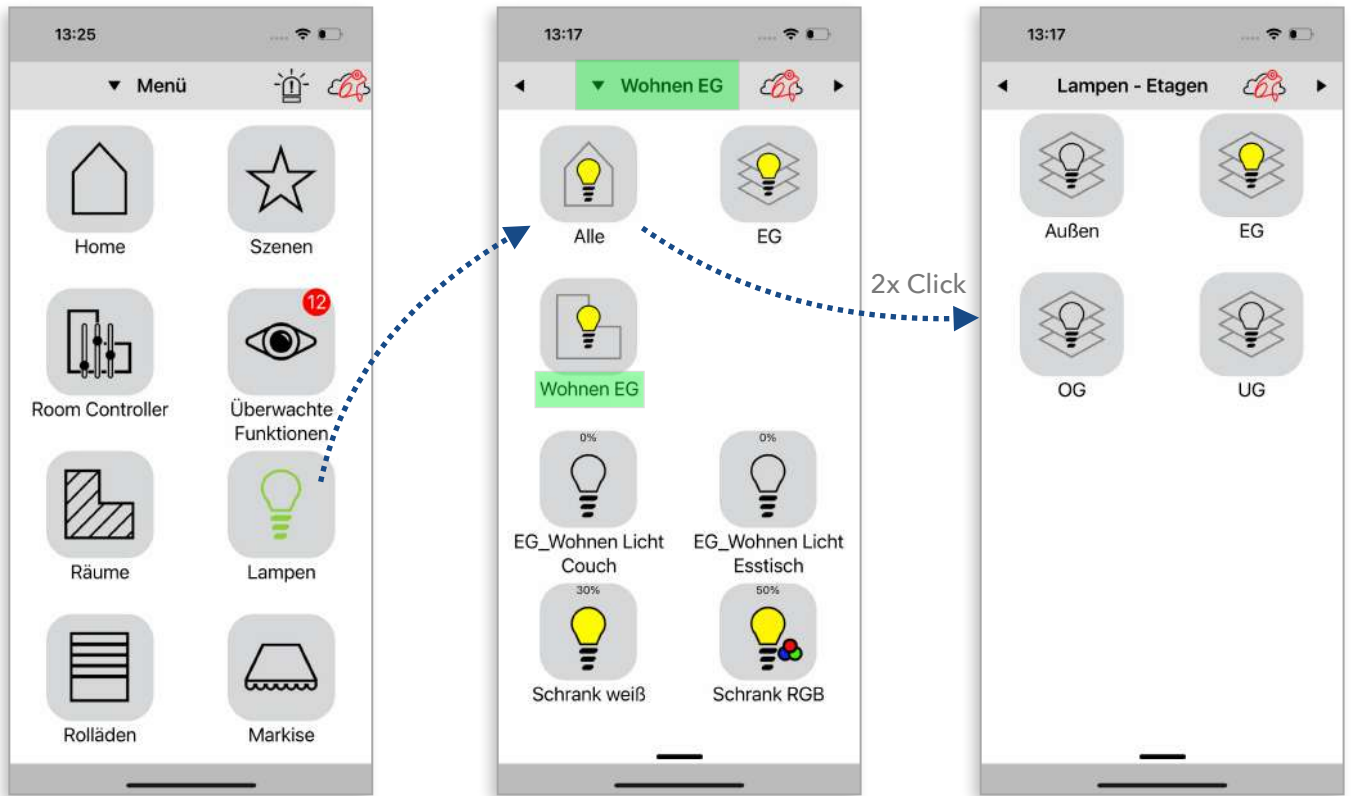 13:25
Menü
Home
Szenen
12
Room Controller
Überwachte
Funktionen
Räume
Lampen
Rolläden
Markise
13:17
Wohnen EG
Alle
EG
Wohnen EG
0%
0%
EG_Wohnen Licht
Couch
EG_Wohnen Licht
Esstisch
30%
50%
Schrank weiß
Schrank RGB
2x Click
13:17
Lampen - Etagen
Außen
EG
OG
UG